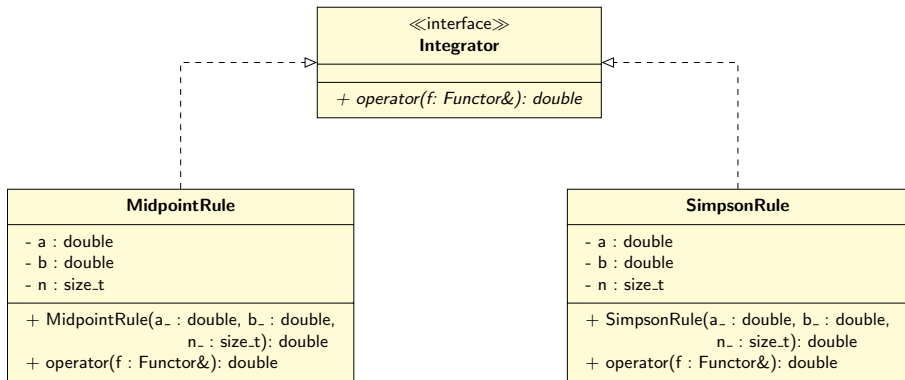 ≪interface≫
Integrator
+ operator(f: Functor&): double
MidpointRule
- a : double
- b : double
- n : size_t
+ MidpointRule(a_ : double, b_ : double,
n_ : size_t): double
+ operator(f : Functor&): double
SimpsonRule
- a : double
- b : double
- n : size_t
+ SimpsonRule(a_ : double, b_ : double,
n_ : size_t): double
+ operator(f : Functor&): double